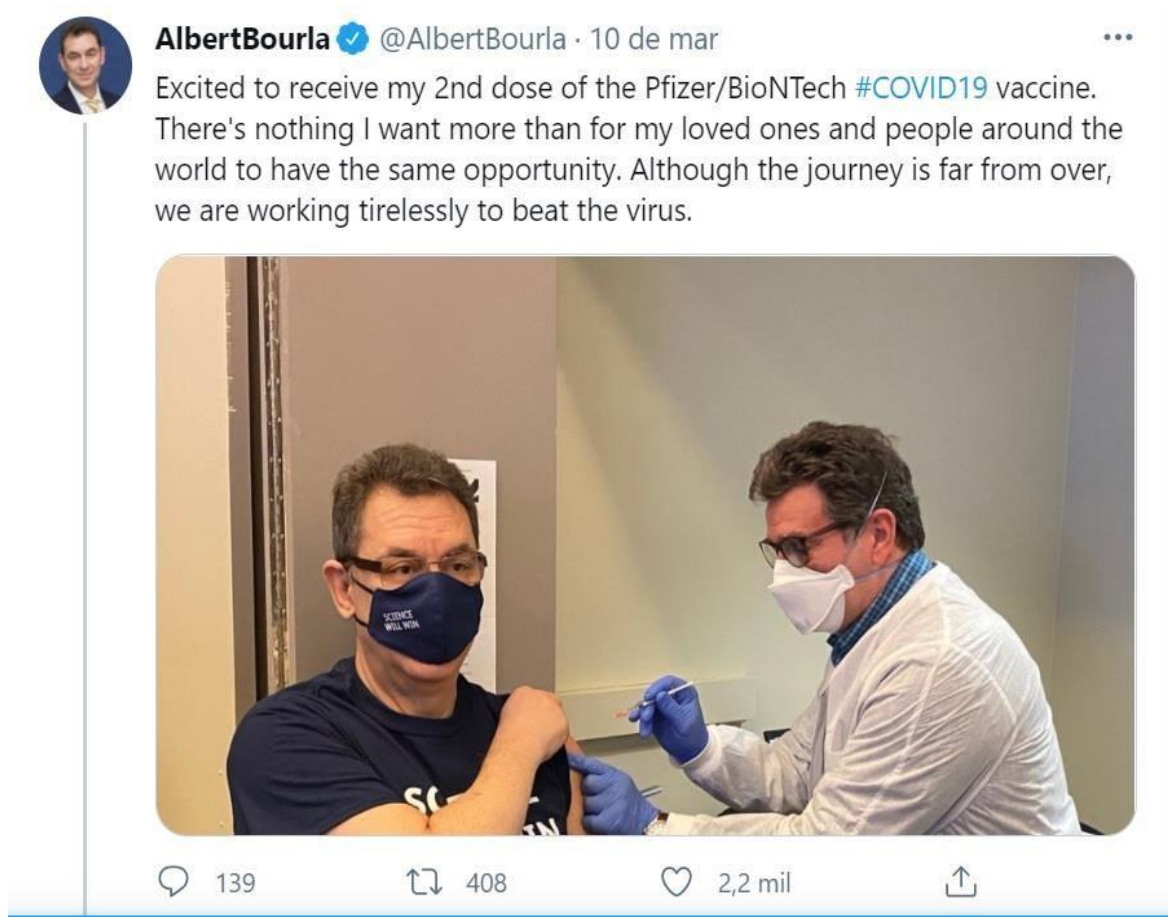 AlbertBourla @AlbertBourla · 10 de mar
Excited to receive my 2nd dose of the Pfizer/BioNTech #COVID19 vaccine.
There's nothing I want more than for my loved ones and people around the
world to have the same opportunity. Although the journey is far from over,
we are working tirelessly to beat the virus.
SCIENCE
WILL WIN
139 408 2,2 mil